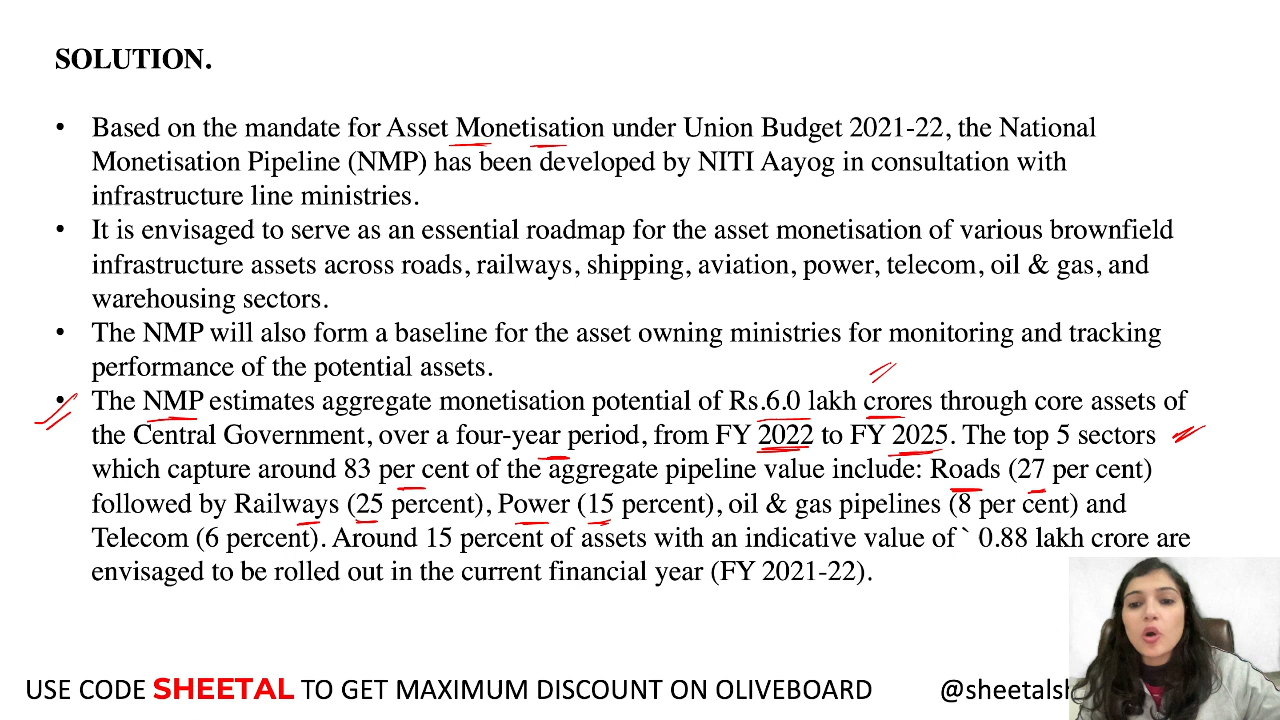 SOLUTION.
• Based on the mandate for Asset Monetisation under Union Budget 2021-22, the National
Monetisation Pipeline (NMP) has been developed by NITI Aayog in consultation with
infrastructure line ministries.
• It is envisaged to serve as an essential roadmap for the asset monetisation of various brownfield
infrastructure assets across roads, railways, shipping, aviation, power, telecom, oil & gas, and
warehousing sectors.
• The NMP will also form a baseline for the asset owning ministries for monitoring and tracking
performance of the potential assets.
• The NMP estimates aggregate monetisation potential of Rs.6.0 lakh crores through core assets of
the Central Government, over a four-year period, from FY 2022 to FY 2025. The top 5 sectors
which capture around 83 per cent of the aggregate pipeline value include: Roads (27 per cent)
followed by Railways (25 percent), Power (15 percent), oil & gas pipelines (8 per cent) and
Telecom (6 percent). Around 15 percent of assets with an indicative value of ` 0.88 lakh crore are
envisaged to be rolled out in the current financial year (FY 2021-22).
USE CODE SHEETAL TO GET MAXIMUM DISCOUNT ON OLIVEBOARD